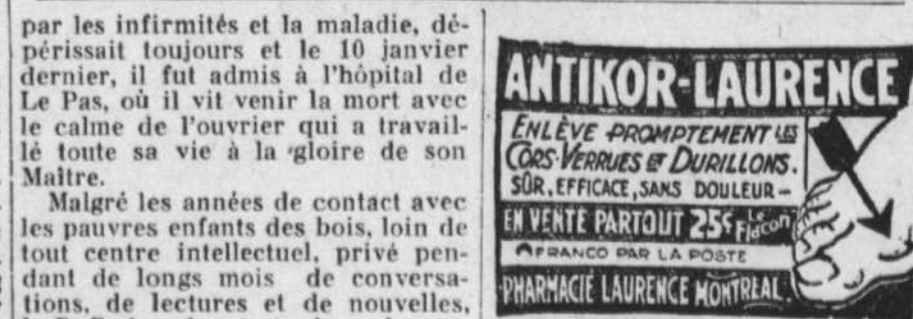 par les infirmités et la maladie, dé-
périssait toujours et le 10 janvier
dernier, il fut admis à l'hôpital de
Le Pas, où il vit venir la mort avec
le calme de l'ouvrier qui a travail-
lé toute sa vie à la gloire de son
Maître.
Malgré les années de contact avec
les pauvres enfants des bois, loin de
tout centre intellectuel, privé pen-
dant de longs mois de conversa-
tions, de lectures et de nouvelles,
ANTIKOR-LAURENCE
ENLÈVE PROMPTEMENT LES
CORS-VERRUES ET DURILLONS.
SÛR, EFFICACE, SANS DOULEUR-
EN VENTE PARTOUT 25¢ Le Flacon
FRANCO PAR LA POSTE
PHARMACIE LAURENCE MONTREAL.